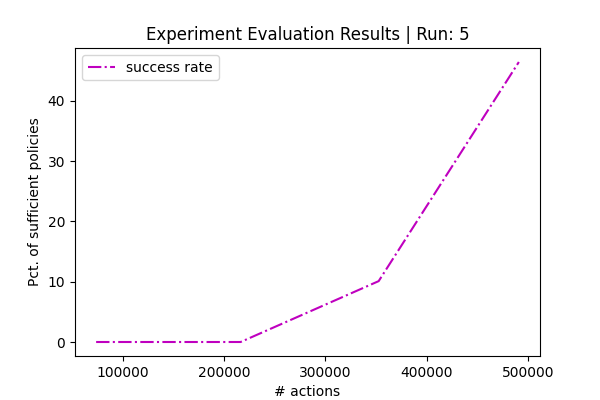 Experiment Evaluation Results | Run: 5
success rate
Pct. of sufficient policies
40
30
20
10
0
100000 200000 300000 400000 500000
# actions